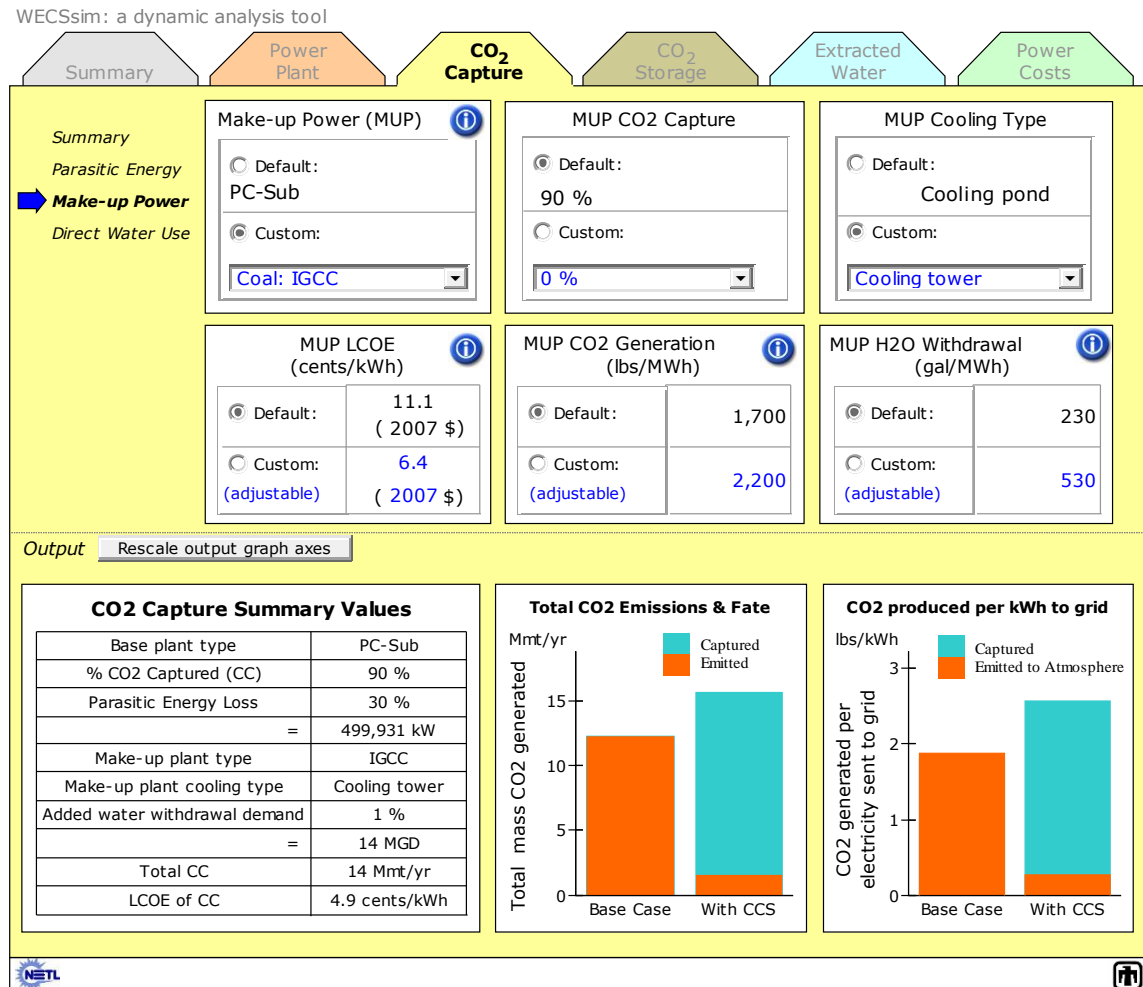 WECSsim: a dynamic analysis tool
Summary
Power
Plant
CO2
Capture
CO2
Storage
Extracted
Water
Power
Costs
Summary
Parasitic Energy
Make-up Power
Direct Water Use
Make-up Power (MUP)
Default:
PC-Sub
Custom:
Coal: IGCC
MUP CO2 Capture
Default:
90 %
Custom:
0 %
MUP Cooling Type
Default:
Cooling pond
Custom:
Cooling tower
MUP LCOE
(cents/kWh)
Default:
11.1
( 2007 $)
Custom:
(adjustable)
6.4
( 2007 $)
MUP CO2 Generation
(lbs/MWh)
Default:
1,700
Custom:
(adjustable)
2,200
MUP H2O Withdrawal
(gal/MWh)
Default:
230
Custom:
(adjustable)
530
Output
Rescale output graph axes
CO2 Capture Summary Values
Base plant type PC-Sub
% CO2 Captured (CC) 90 %
Parasitic Energy Loss 30 %
= 499,931 kW
Make-up plant type IGCC
Make-up plant cooling type Cooling tower
Added water withdrawal demand 1 %
= 14 MGD
Total CC 14 Mmt/yr
LCOE of CC 4.9 cents/kWh
Total CO2 Emissions & Fate
Mmt/yr
Captured
Emitted
Total mass CO2 generated
15
10
5
0
Base Case With CCS
CO2 produced per kWh to grid
lbs/kWh
Captured
Emitted to Atmosphere
CO2 generated per
electricity sent to grid
3
2
1
0
Base Case With CCS
NETL